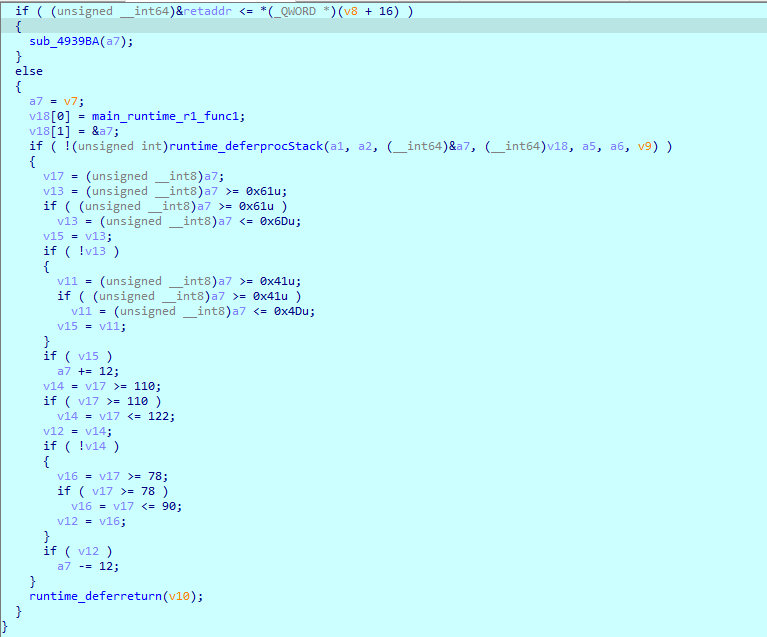 if ( (unsigned __int64)&retaddr <= *(_QWORD *)(v8 + 16) )
{
sub_4939BA(a7);
}
else
{
a7 = v7;
v18[0] = main_runtime_r1_func1;
v18[1] = &a7;
if ( !(unsigned int)runtime_deferprocStack(a1, a2, (__int64)&a7, (__int64)v18, a5, a6, v9) )
{
v17 = (unsigned __int8)a7;
v13 = (unsigned __int8)a7 >= 0x61u;
if ( (unsigned __int8)a7 >= 0x61u )
v13 = (unsigned __int8)a7 <= 0x6Du;
v15 = v13;
if ( !v13 )
{
v11 = (unsigned __int8)a7 >= 0x41u;
if ( (unsigned __int8)a7 >= 0x41u )
v11 = (unsigned __int8)a7 <= 0x4Du;
v15 = v11;
}
if ( v15 )
a7 += 12;
v14 = v17 >= 110;
if ( v17 >= 110 )
v14 = v17 <= 122;
v12 = v14;
if ( !v14 )
{
v16 = v17 >= 78;
if ( v17 >= 78 )
v16 = v17 <= 90;
v12 = v16;
}
if ( v12 )
a7 -= 12;
}
runtime_deferreturn(v10);
}
}